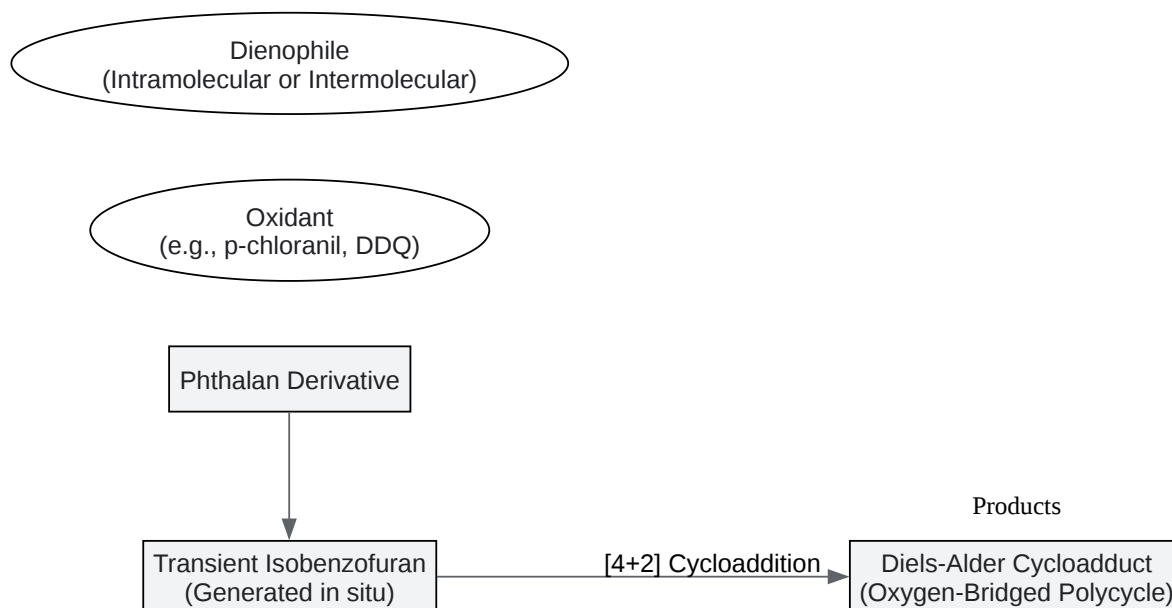 Dienophile
(Intramolecular or Intermolecular)
Oxidant
(e.g., p-chloranil, DDQ)
Phthalan Derivative
Products
Transient Isobenzofuran
(Generated in situ)
[4+2] Cycloaddition
Diels-Alder Cycloadduct
(Oxygen-Bridged Polycycle)